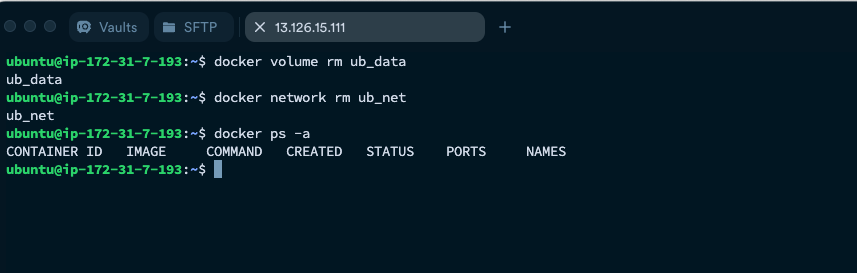 Vaults SFTP 13.126.15.111
ubuntu@ip-172-31-7-193:~$ docker volume rm ub_data
ub_data
ubuntu@ip-172-31-7-193:~$ docker network rm ub_net
ub_net
ubuntu@ip-172-31-7-193:~$ docker ps -a
CONTAINER ID   IMAGE     COMMAND   CREATED   STATUS    PORTS     NAMES
ubuntu@ip-172-31-7-193:~$